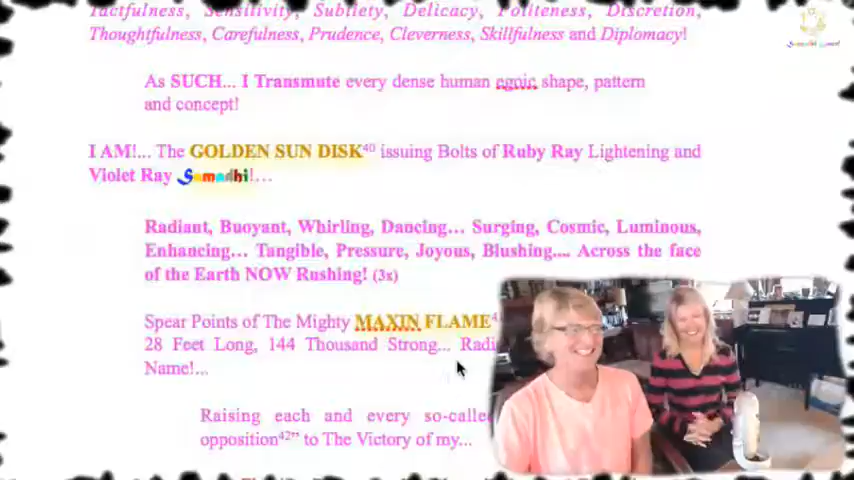 Tactfulness, Sensitivity, Subtlety, Delicacy, Politeness, Discretion,
Thoughtfulness, Carefulness, Prudence, Cleverness, Skillfulness and Diplomacy!
As SUCH... I Transmute every dense human egoic shape, pattern
and concept!
I AM!... The GOLDEN SUN DISK40 issuing Bolts of Ruby Ray Lightening and
Violet Ray Samadhi!...
Radiant, Buoyant, Whirling, Dancing... Surging, Cosmic, Luminous,
Enhancing... Tangible, Pressure, Joyous, Blushing.... Across the face
of the Earth NOW Rushing! (3x)
Spear Points of The Mighty MAXIN FLAME
28 Feet Long, 144 Thousand Strong... Radi
Name!...
Raising each and every so-calle
opposition42” to The Victory of my...